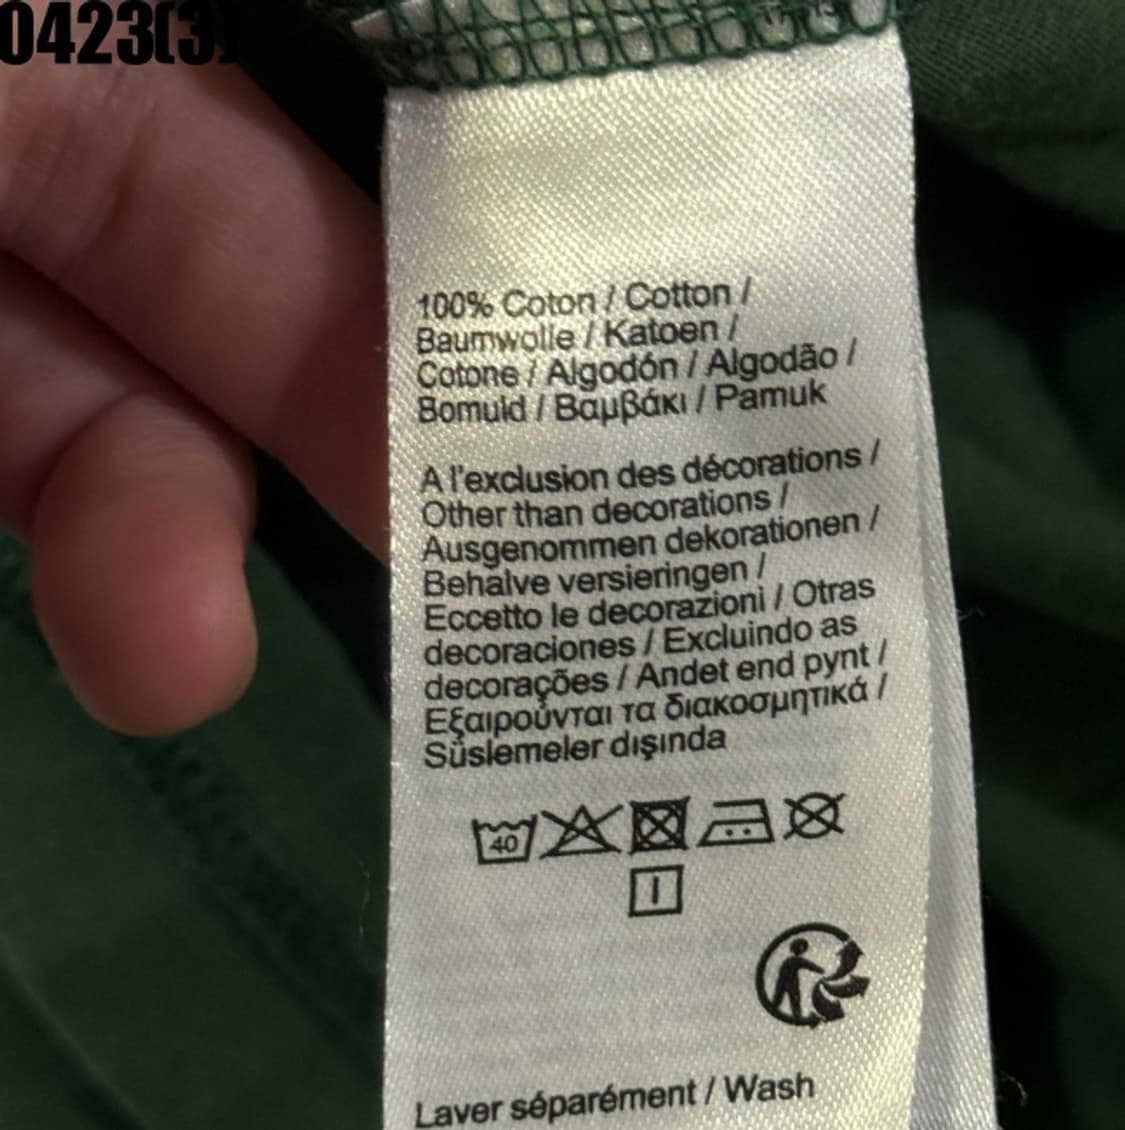 0423(3)
100% Coton / Cotton /
Baumwolle / Katoen /
Cotone / Algodón / Algodão /
Bomuld / Βαμβάκι / Pamuk
A l'exclusion des décorations /
Other than decorations /
Ausgenommen dekorationen /
Behalve versieringen /
Eccetto le decorazioni / Otras
decoraciones / Excluindo as
decorações / Andet end pynt /
Εξαιρούνται τα διακοσμητικά /
Süslemeler dışında
40
Laver séparément / Wash